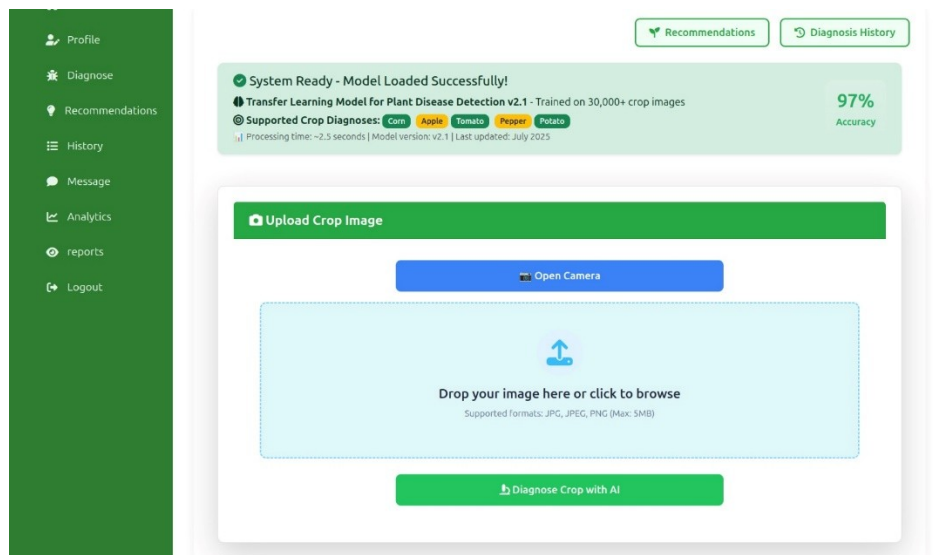 Profile
Diagnose
Recommendations
History
Message
Analytics
reports
Logout
Recommendations
Diagnosis History
System Ready - Model Loaded Successfully!
Transfer Learning Model for Plant Disease Detection v2.1 - Trained on 30,000+ crop images
Supported Crop Diagnoses: Corn Apple Tomato Pepper Potato
Processing time: ~2.5 seconds | Model version: v2.1 | Last updated: July 2025
97%
Accuracy
Upload Crop Image
Open Camera
Drop your image here or click to browse
Supported formats: JPG, JPEG, PNG (Max: 5MB)
Diagnose Crop with AI